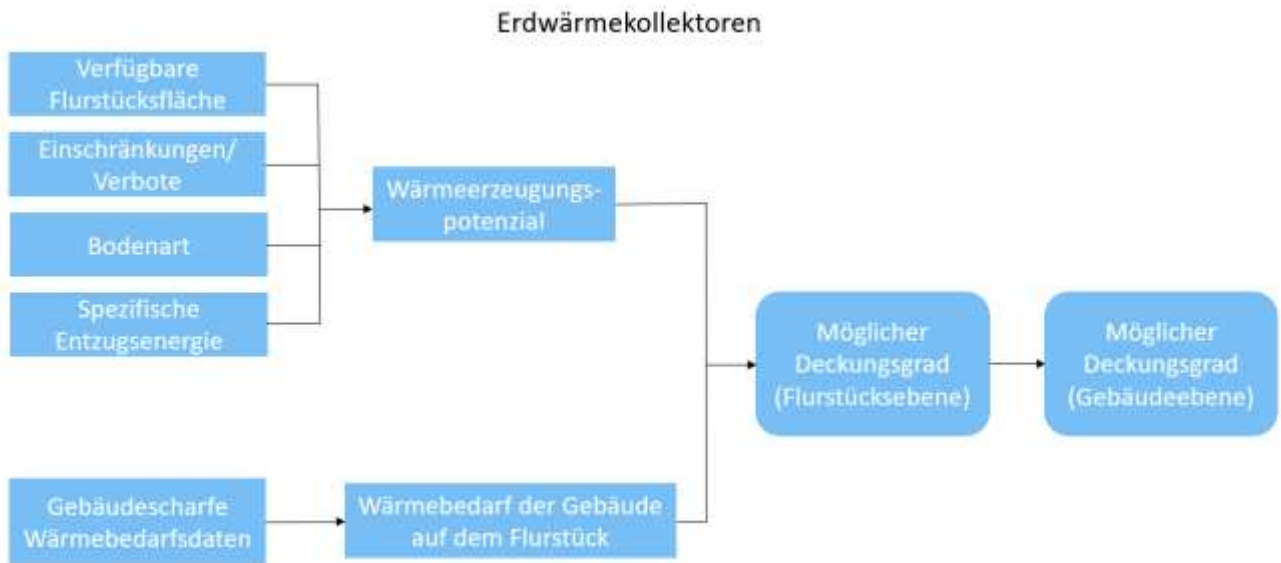 Erdwärmekollektoren
Verfügbare
Flurstücksfläche
Einschränkungen/
Verbote
Bodenart
Spezifische
Entzugsenergie
Wärmeerzeugungs-
potenzial
Gebäudescharfe
Wärmebedarfsdaten
Wärmebedarf der Gebäude
auf dem Flurstück
Möglicher
Deckungsgrad
(Flurstücksebene)
Möglicher
Deckungsgrad
(Gebäudeebene)